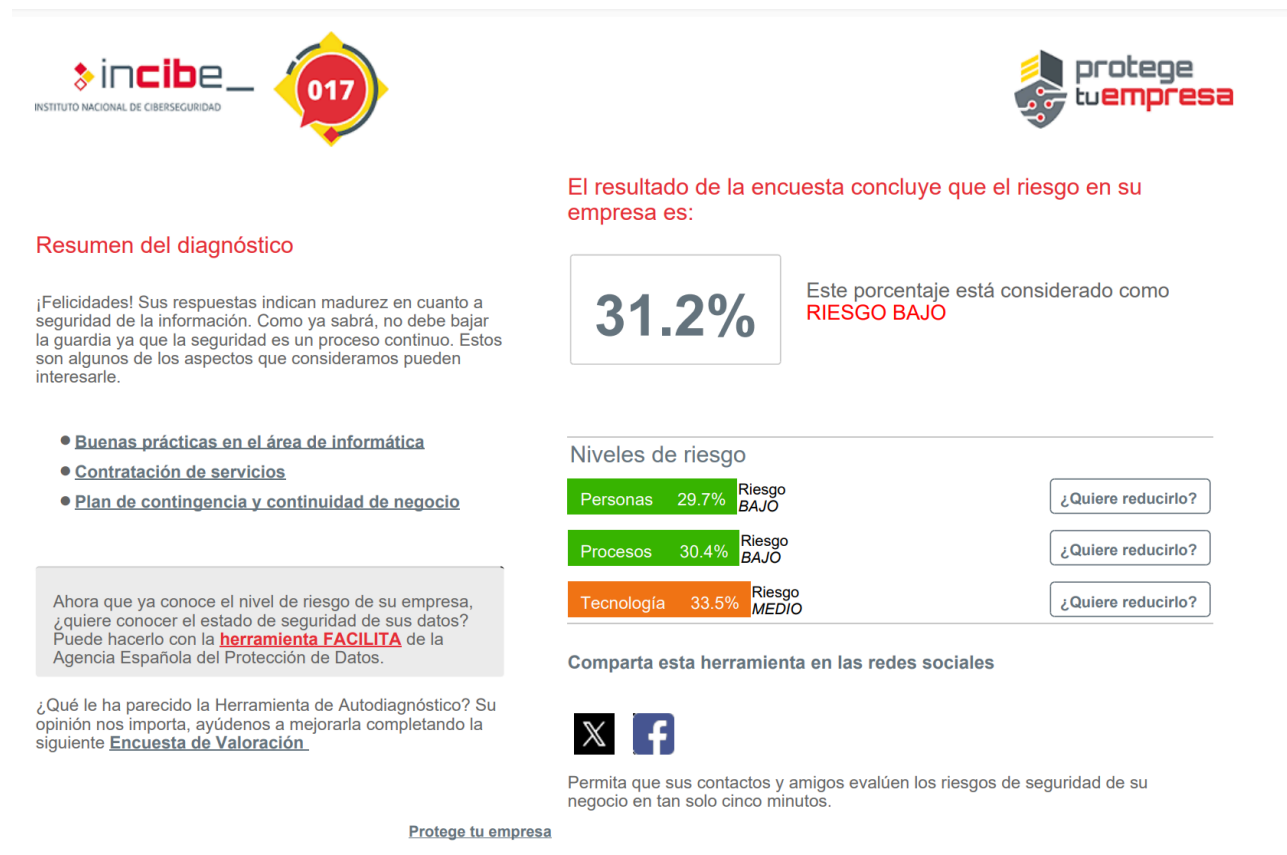 incibe_
INSTITUTO NACIONAL DE CIBERSEGURIDAD
017
protege
tuempresa
Resumen del diagnóstico
¡Felicidades! Sus respuestas indican madurez en cuanto a
seguridad de la información. Como ya sabrá, no debe bajar
la guardia ya que la seguridad es un proceso continuo. Estos
son algunos de los aspectos que consideramos pueden
interesarle.
Buenas prácticas en el área de informática
Contratación de servicios
Plan de contingencia y continuidad de negocio
Ahora que ya conoce el nivel de riesgo de su empresa,
¿quiere conocer el estado de seguridad de sus datos?
Puede hacerlo con la herramienta FACILITA de la
Agencia Española del Protección de Datos.
¿Qué le ha parecido la Herramienta de Autodiagnóstico? Su
opinión nos importa, ayúdenos a mejorarla completando la
siguiente Encuesta de Valoración
El resultado de la encuesta concluye que el riesgo en su
empresa es:
31.2%
Este porcentaje está considerado como
RIESGO BAJO
Niveles de riesgo
Personas 29.7% Riesgo
BAJO
¿Quiere reducirlo?
Procesos 30.4% Riesgo
BAJO
¿Quiere reducirlo?
Tecnología 33.5% Riesgo
MEDIO
¿Quiere reducirlo?
Comparta esta herramienta en las redes sociales
X f
Permita que sus contactos y amigos evalúen los riesgos de seguridad de su
negocio en tan solo cinco minutos.
Protege tu empresa